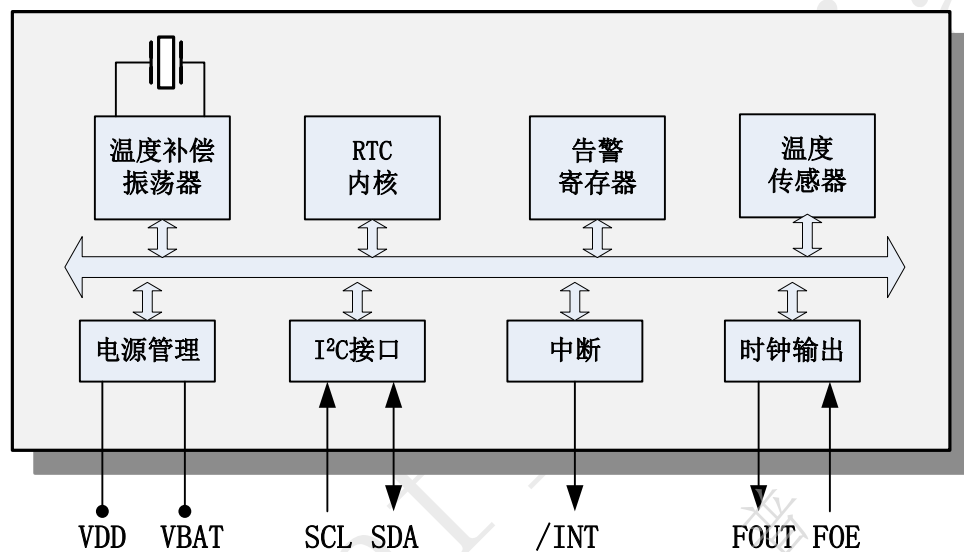 温度补偿
振荡器
RTC
内核
告警
寄存器
温度
传感器
电源管理
I²C接口
中断
时钟输出
VDD VBAT SCL SDA /INT FOUT FOE